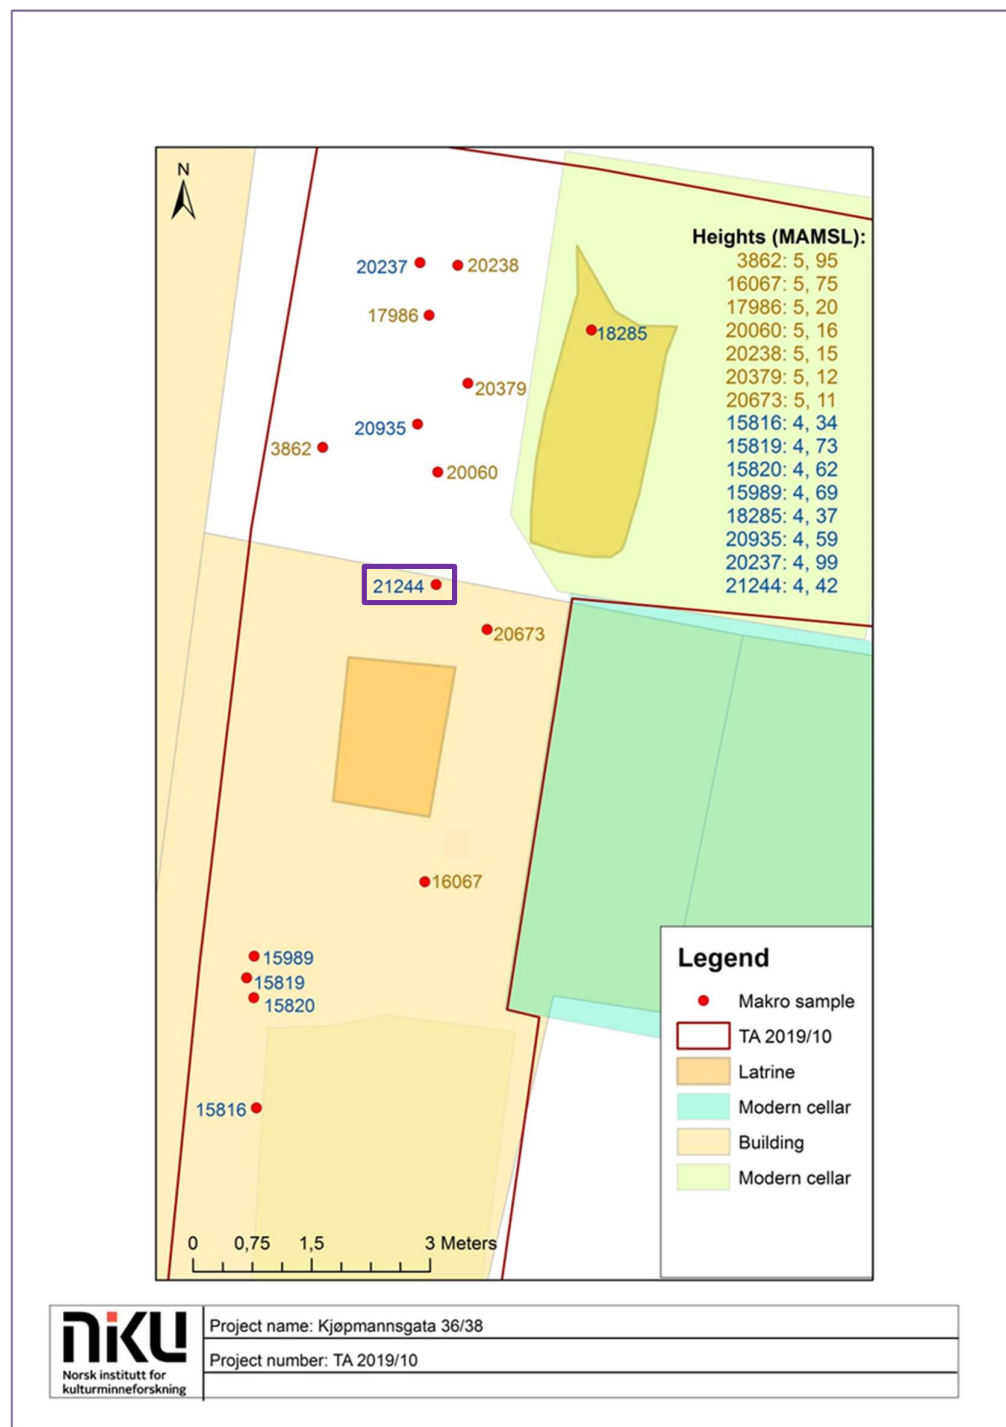 N
20237
20238
17986
18285
20379
20935
3862
20060
21244
20673
16067
15989
15819
15820
15816
Heights (MAMSL):
3862: 5, 95
16067: 5, 75
17986: 5, 20
20060: 5, 16
20238: 5, 15
20379: 5, 12
20673: 5, 11
15816: 4, 34
15819: 4, 73
15820: 4, 62
15989: 4, 69
18285: 4, 37
20935: 4, 59
20237: 4, 99
21244: 4, 42
Legend
Makro sample
TA 2019/10
Latrine
Modern cellar
Building
Modern cellar
0 0,75 1,5 3 Meters
NIKU
Norsk institutt for
kulturminneforskning
Project name: Kjøpmannsgata 36/38
Project number: TA 2019/10